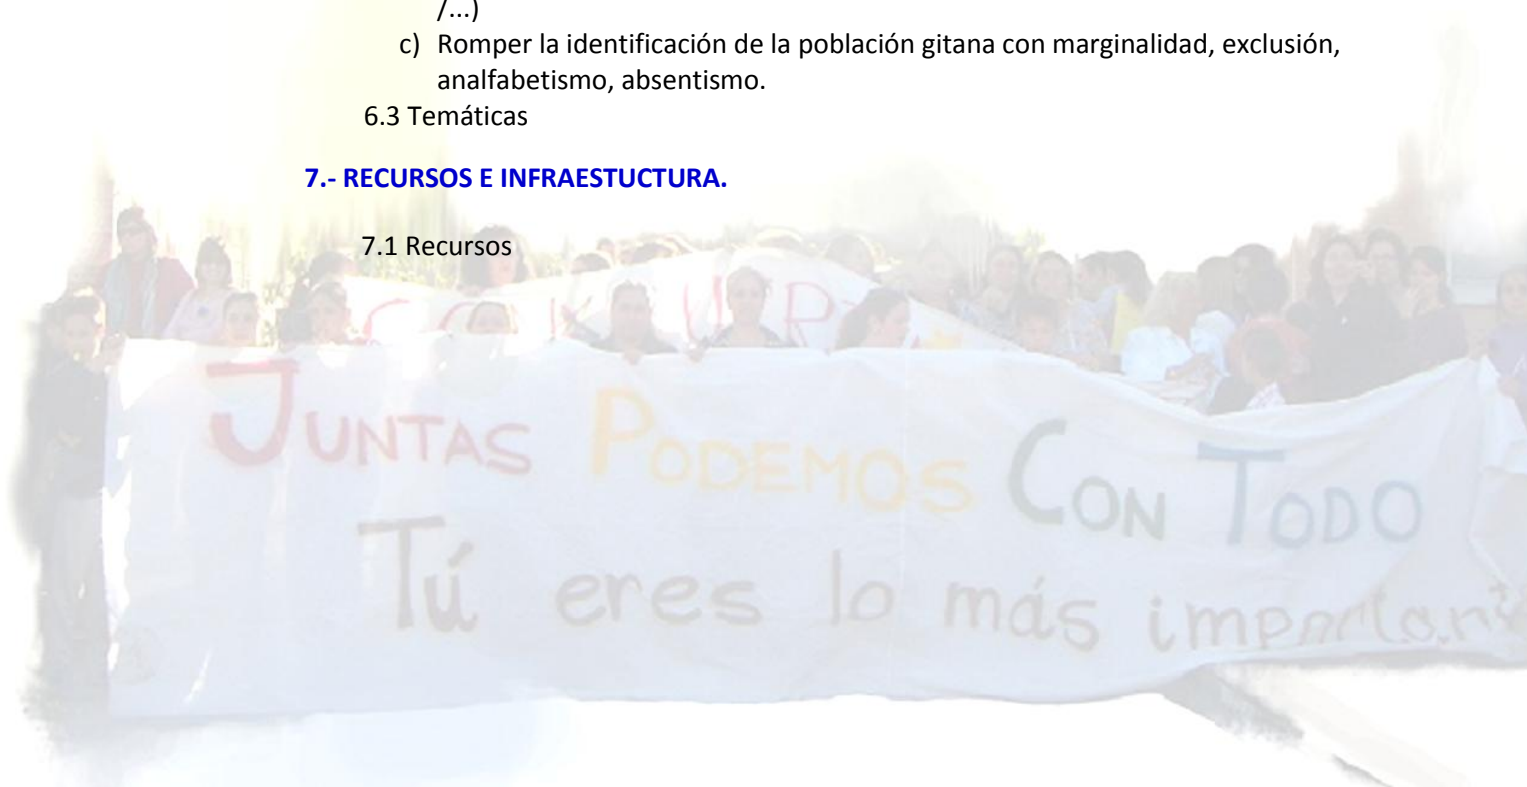 /...)
c) Romper la identificación de la población gitana con marginalidad, exclusión,
analfabetismo, absentismo.
6.3 Temáticas
7.- RECURSOS E INFRAESTUCTURA.
7.1 Recursos
JUNTAS PODEMOS CON TODO
Tú eres lo más